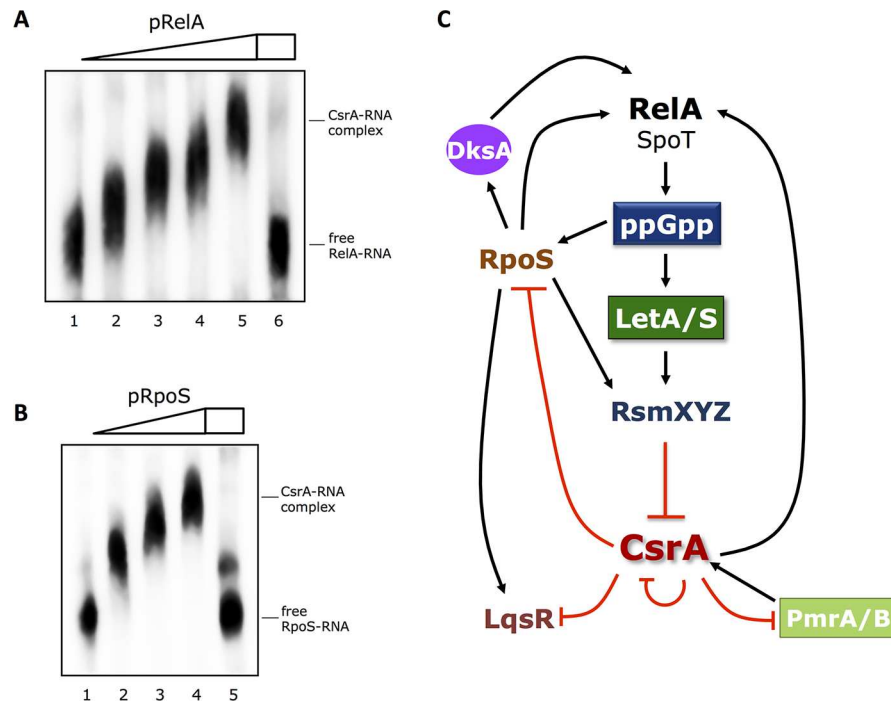 A
pRelA
CsrA-RNA
complex
free
RelA-RNA
1 2 3 4 5 6
B
pRpoS
CsrA-RNA
complex
free
RpoS-RNA
1 2 3 4 5
C
RelA
SpoT
DksA
ppGpp
RpoS
LetA/S
RsmXYZ
CsrA
LqsR
PmrA/B